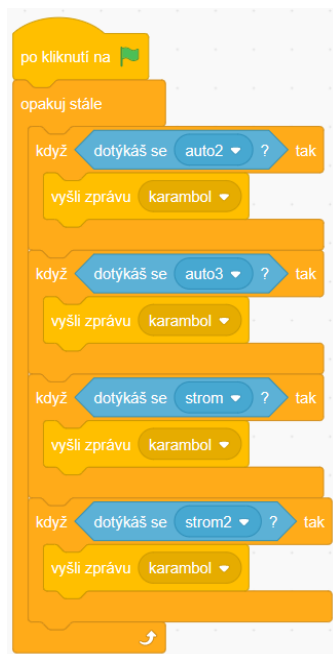 po kliknutí na
opakuj stále
když dotýkáš se auto2 ? tak
vyšli zprávu karambol
když dotýkáš se auto3 ? tak
vyšli zprávu karambol
když dotýkáš se strom ? tak
vyšli zprávu karambol
když dotýkáš se strom2 ? tak
vyšli zprávu karambol